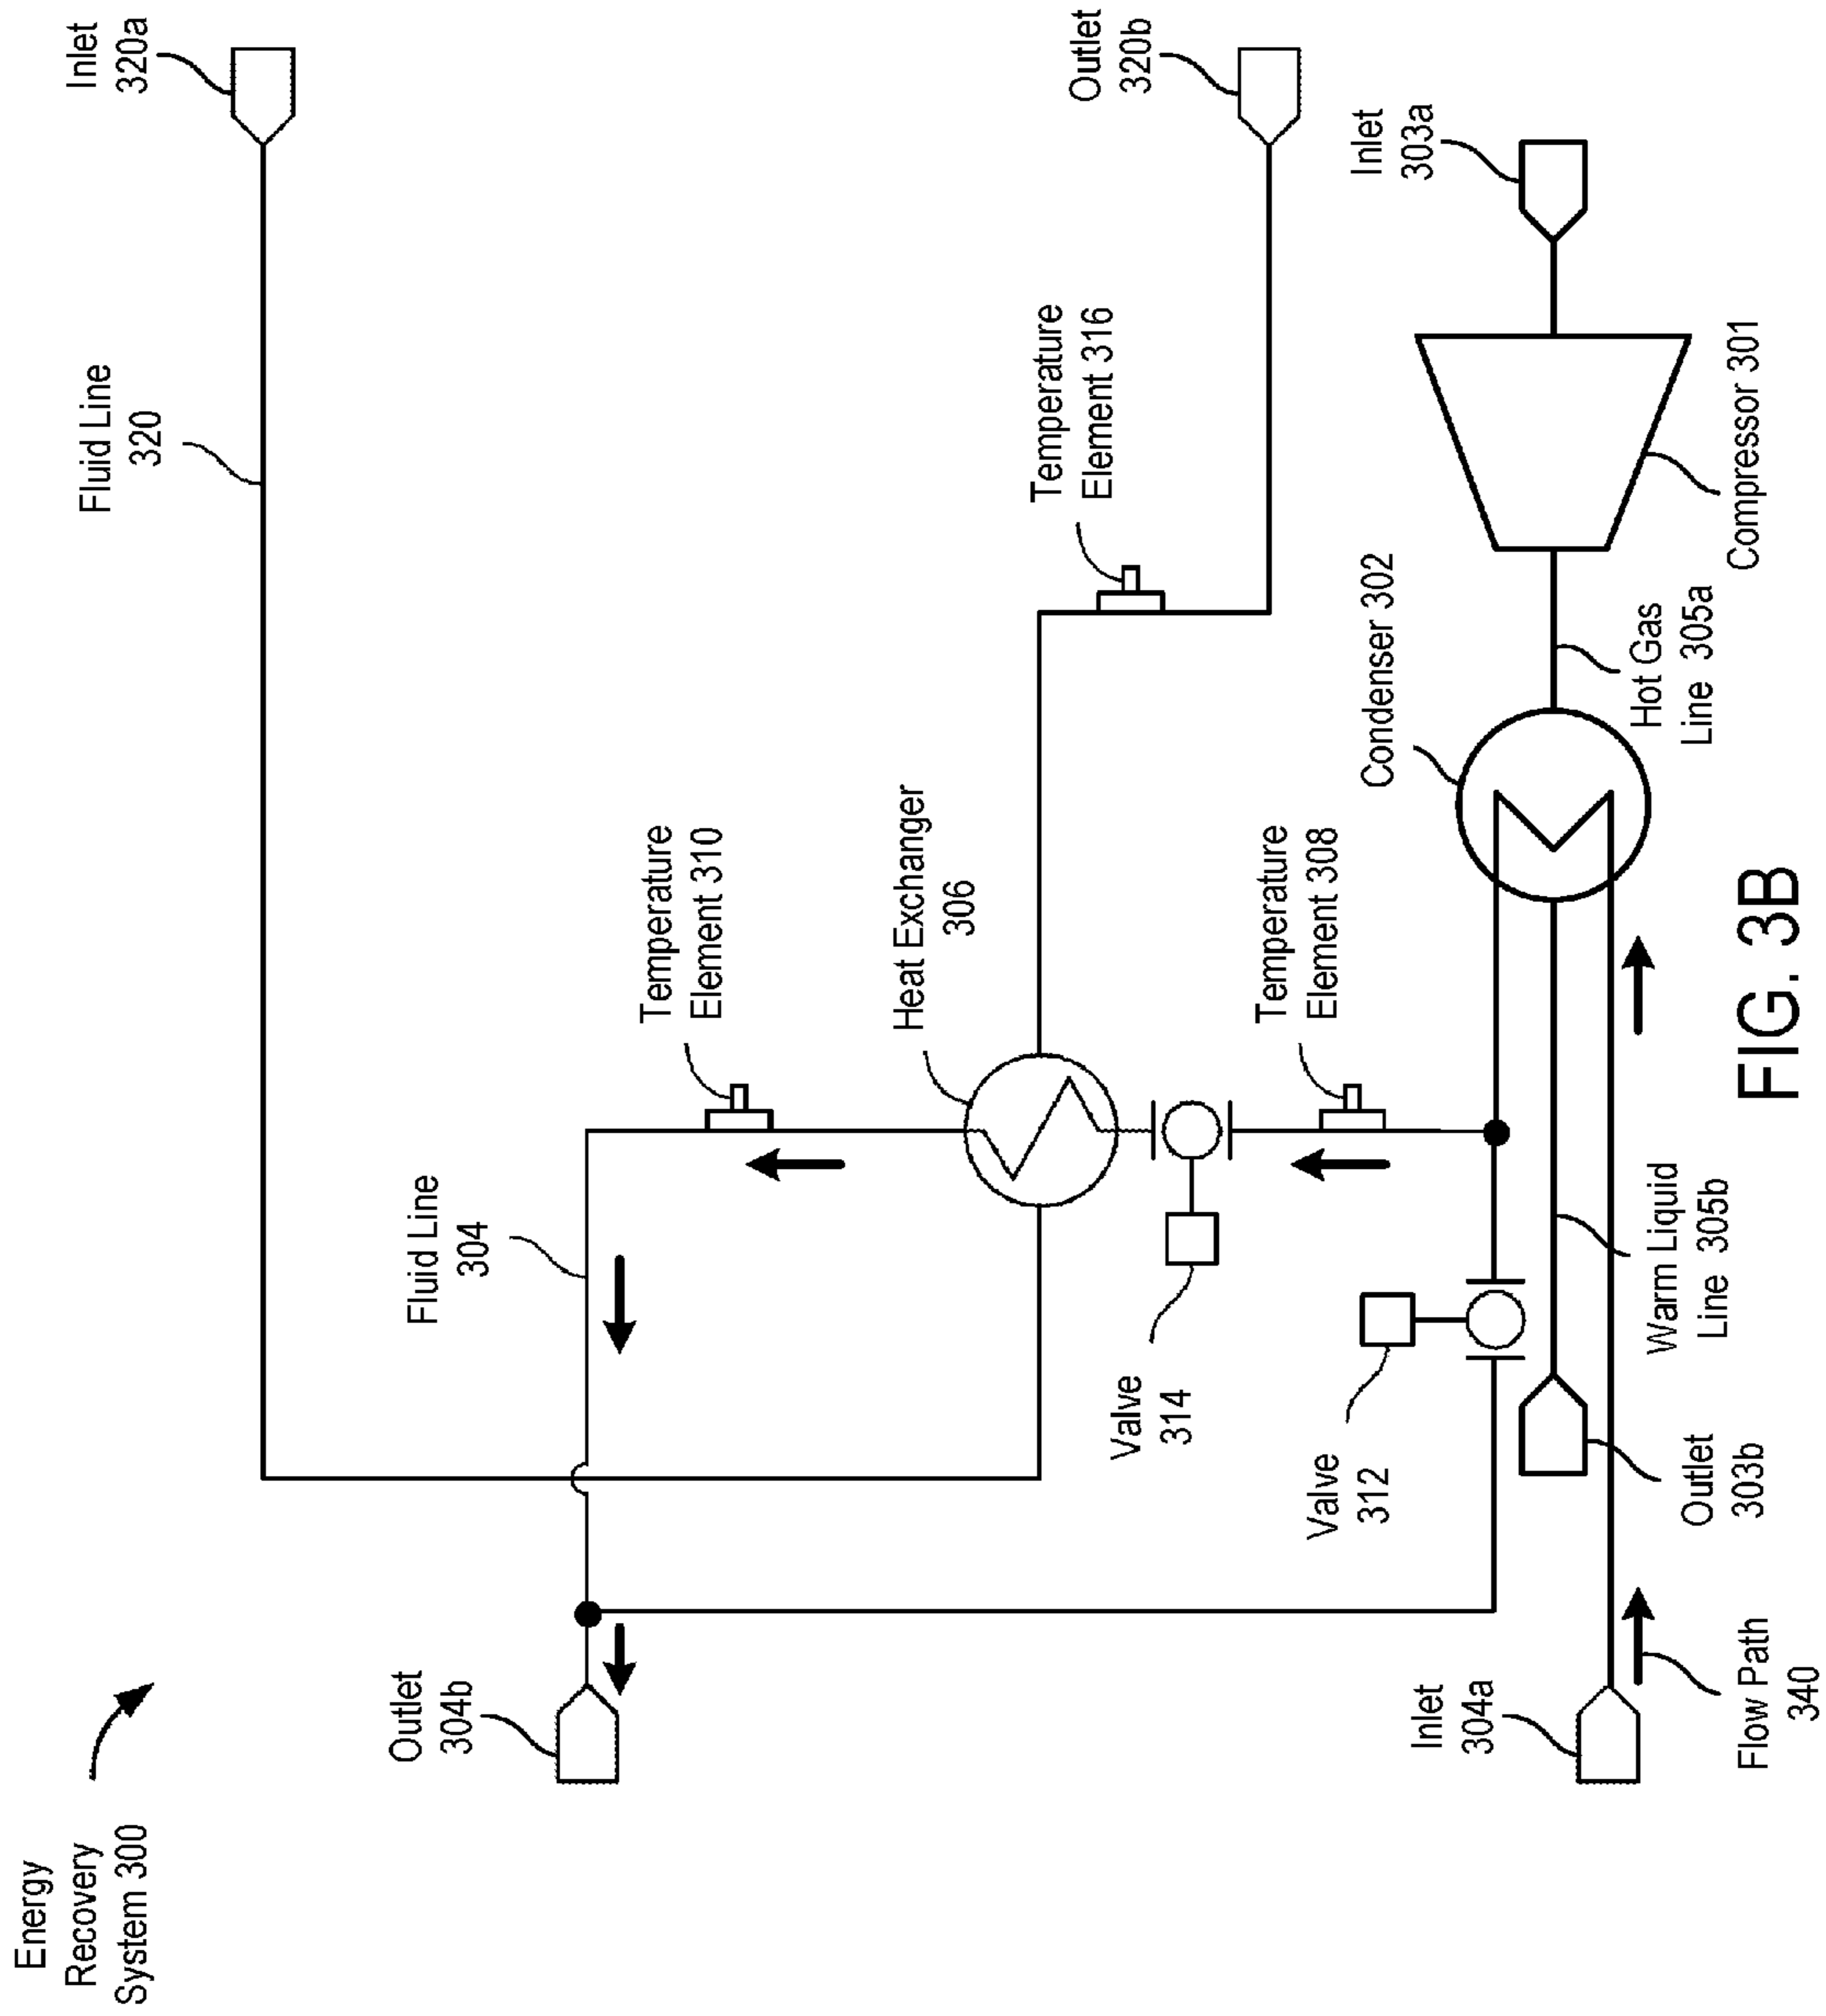 Energy
Recovery
System 300
Inlet
320a
Fluid Line
320
Outlet
320b
Temperature
Element 316
Temperature
Element 310
Fluid Line
304
Heat Exchanger
306
Outlet
304b
Valve
314
Temperature
Element 308
Valve
312
Condenser 302
Inlet
303a
Inlet
304a
Hot Gas
Line 305a
Compressor 301
Warm Liquid
Line 305b
Outlet
303b
Flow Path
340
FIG. 3B